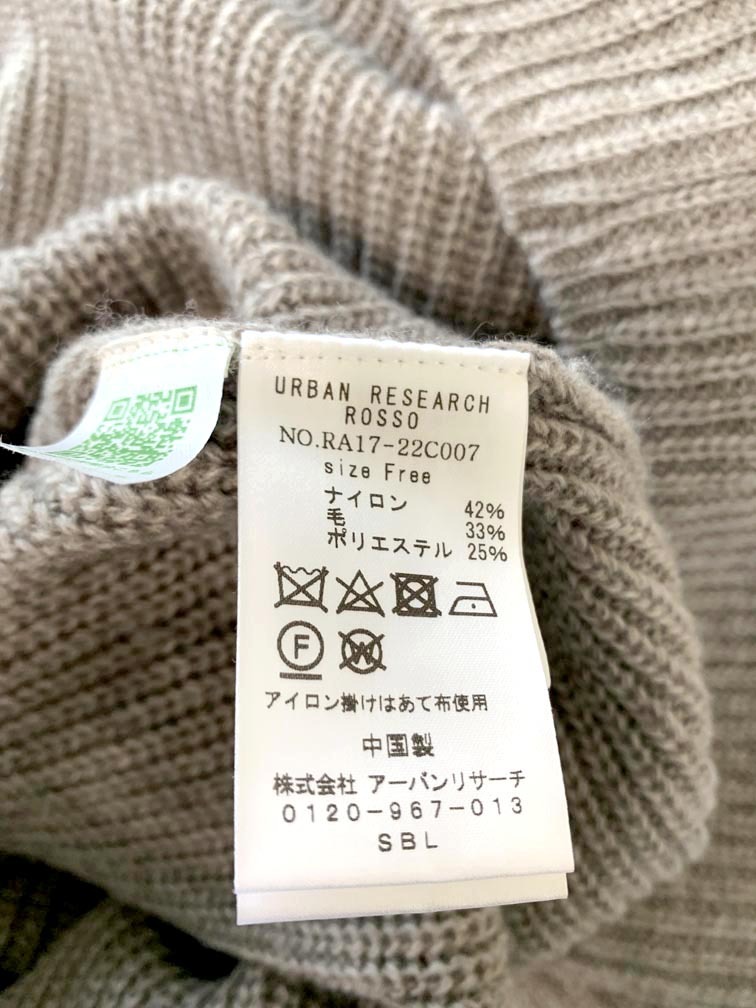 URBAN RESEARCH
ROSSO
NO.RA17-22C007
size Free
ナイロン 42%
毛 33%
ポリエステル 25%
F W
アイロン掛けはあて布使用
中国製
株式会社 アーバンリサーチ
0120-967-013
SBL